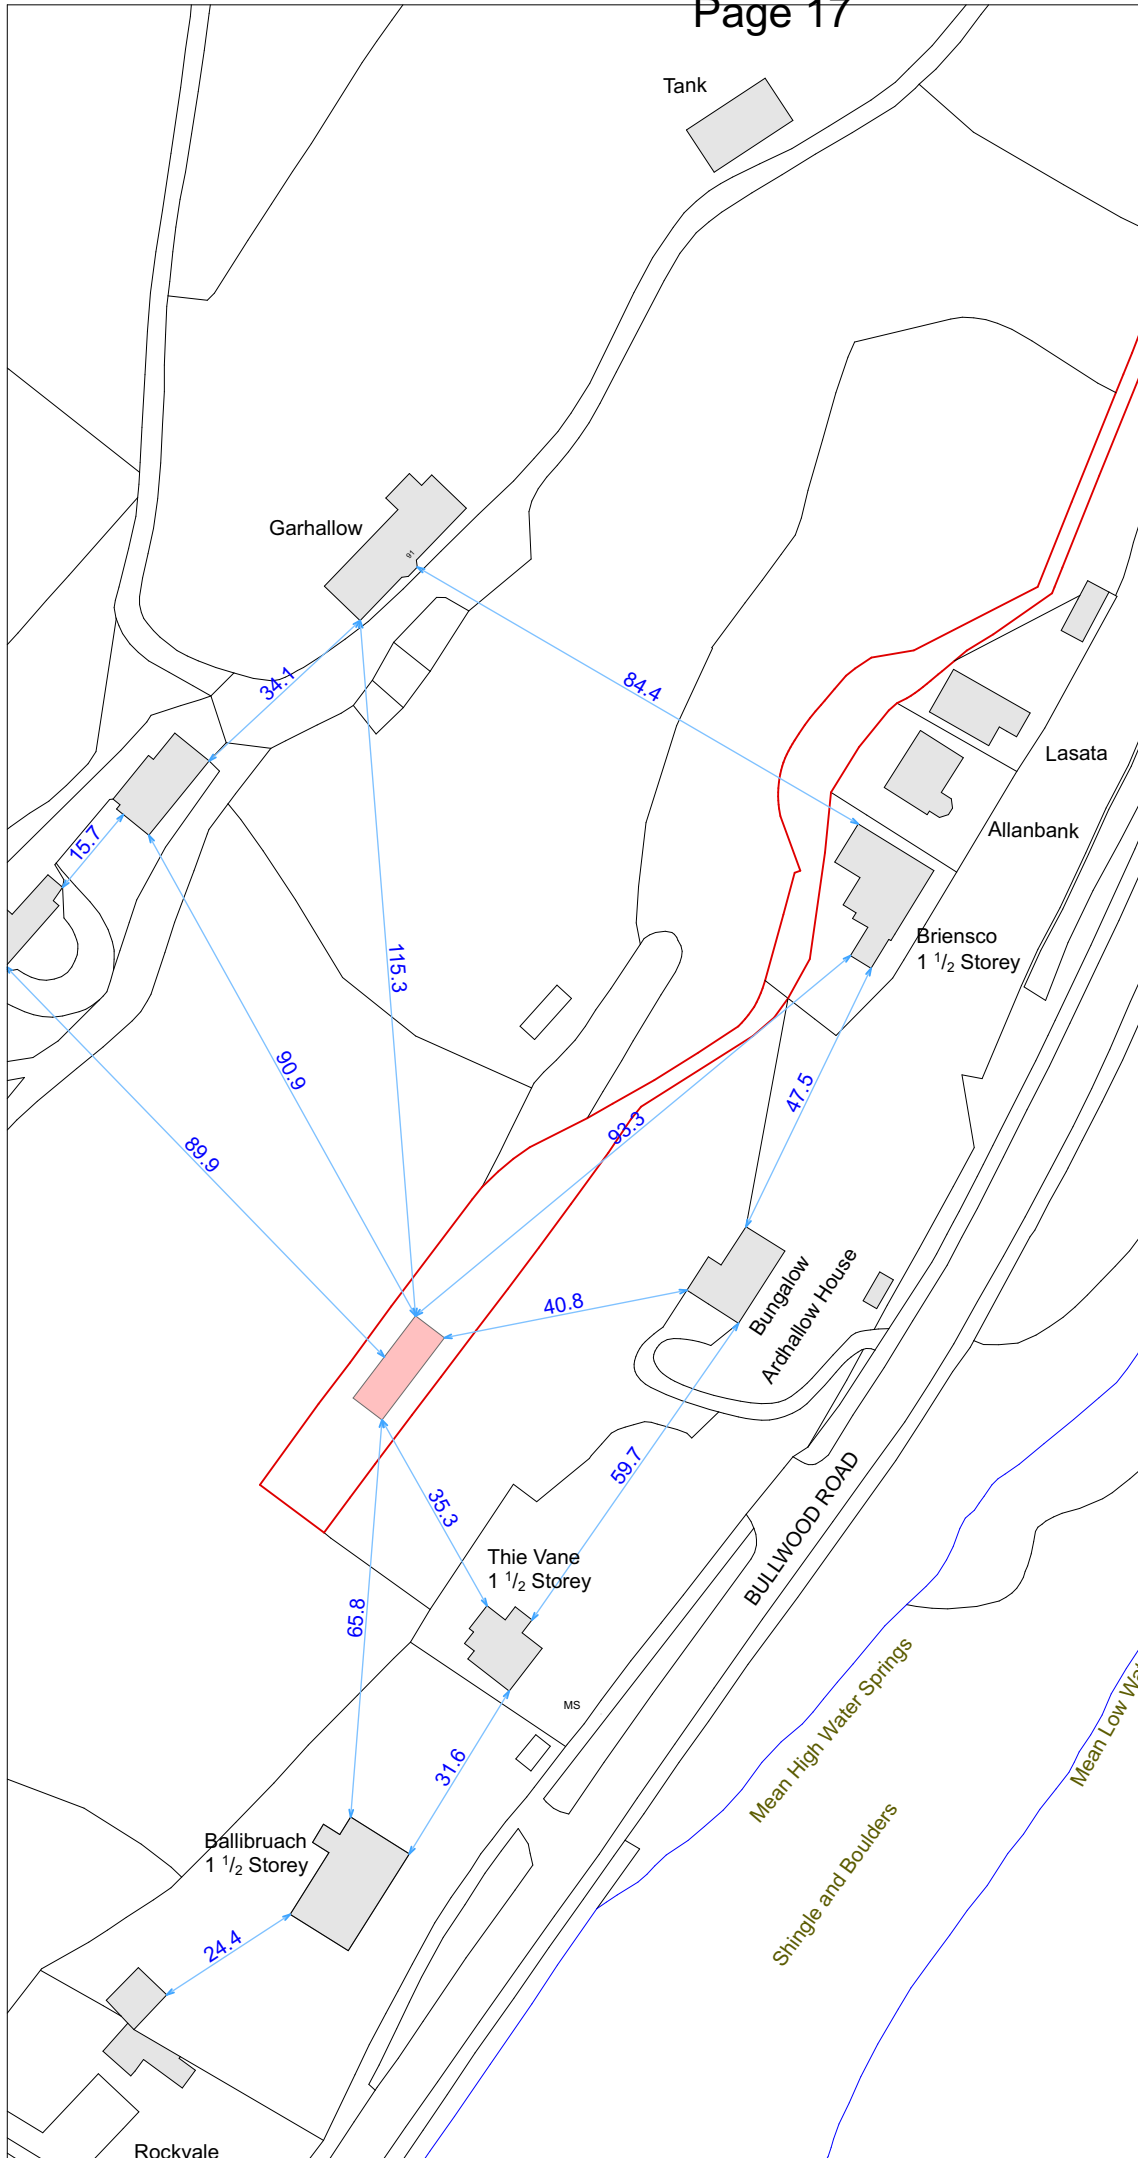 Page 17
Tank
Garhallow
91
34.1
84.4
15.7
Lasata
Allanbank
Briensco
1 1/2 Storey
115.3
90.9
89.9
93.3
47.5
40.8
Bungalow
Ardhallow House
59.7
35.3
BULLWOOD ROAD
Thie Vane
1 1/2 Storey
65.8
MS
31.6
Mean High Water Springs
Mean Low
Shingle and Boulders
Ballibruach
1 1/2 Storey
24.4
Rockvale